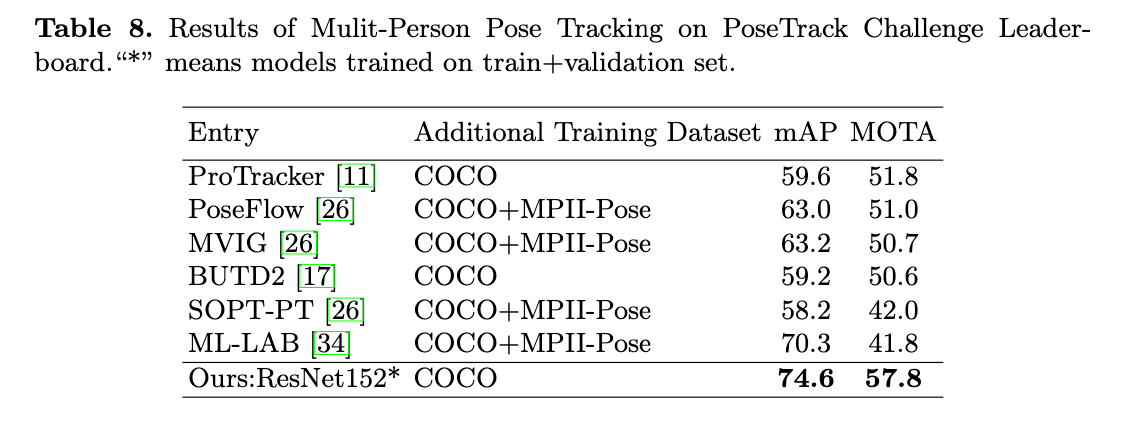 Table 8. Results of Mulit-Person Pose Tracking on PoseTrack Challenge Leader-
board.“*” means models trained on train+validation set.
Entry Additional Training Dataset mAP MOTA
ProTracker [11] COCO 59.6 51.8
PoseFlow [26] COCO+MPII-Pose 63.0 51.0
MVIG [26] COCO+MPII-Pose 63.2 50.7
BUTD2 [17] COCO 59.2 50.6
SOPT-PT [26] COCO+MPII-Pose 58.2 42.0
ML-LAB [34] COCO+MPII-Pose 70.3 41.8
Ours:ResNet152* COCO 74.6 57.8